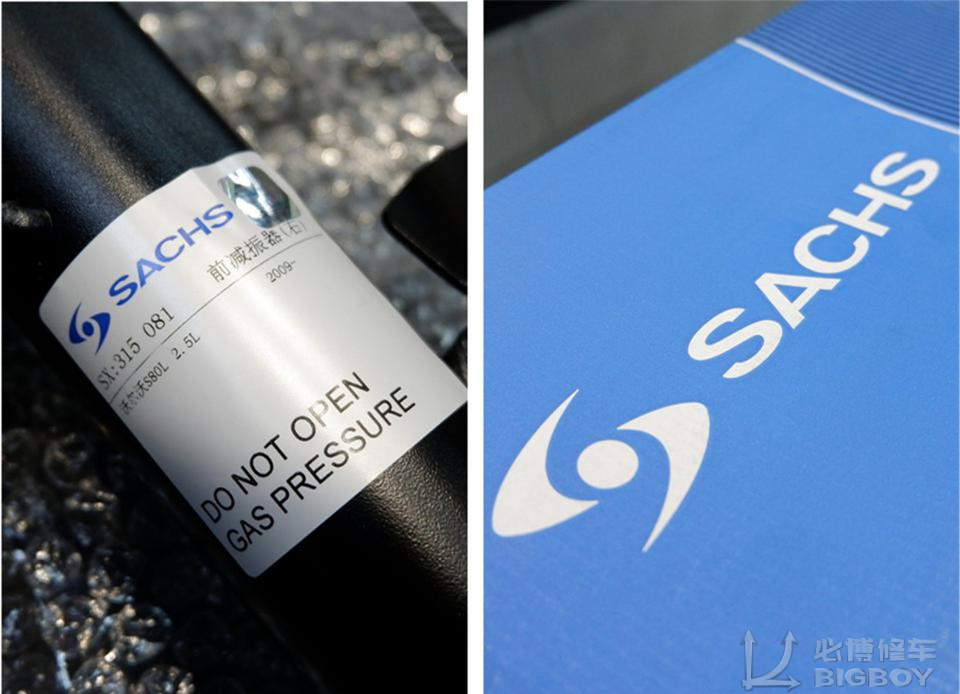 SACHS
前减振器(右)
SX:315 081
2009-
沃尔沃S80L 2.5L
DO NOT OPEN
GAS PRESSURE
SACHS
必博修车
BIGBOY